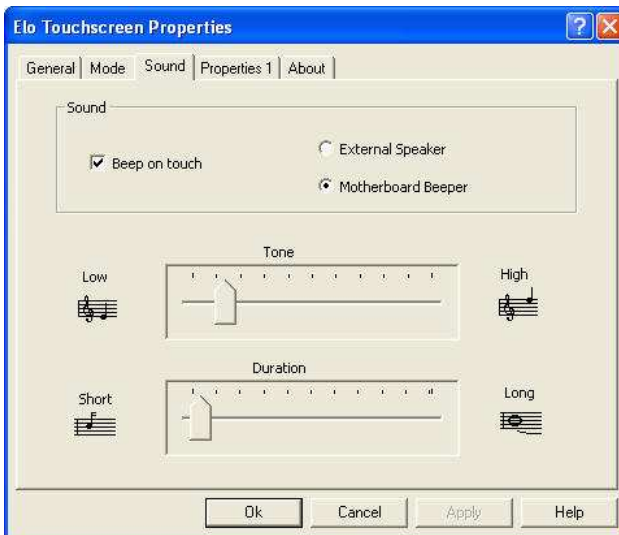 Elo Touchscreen Properties
General Mode Sound Properties 1 About
Sound
Beep on touch
External Speaker
Motherboard Beeper
Tone
Low
High
Duration
Short
Long
Ok Cancel Apply Help